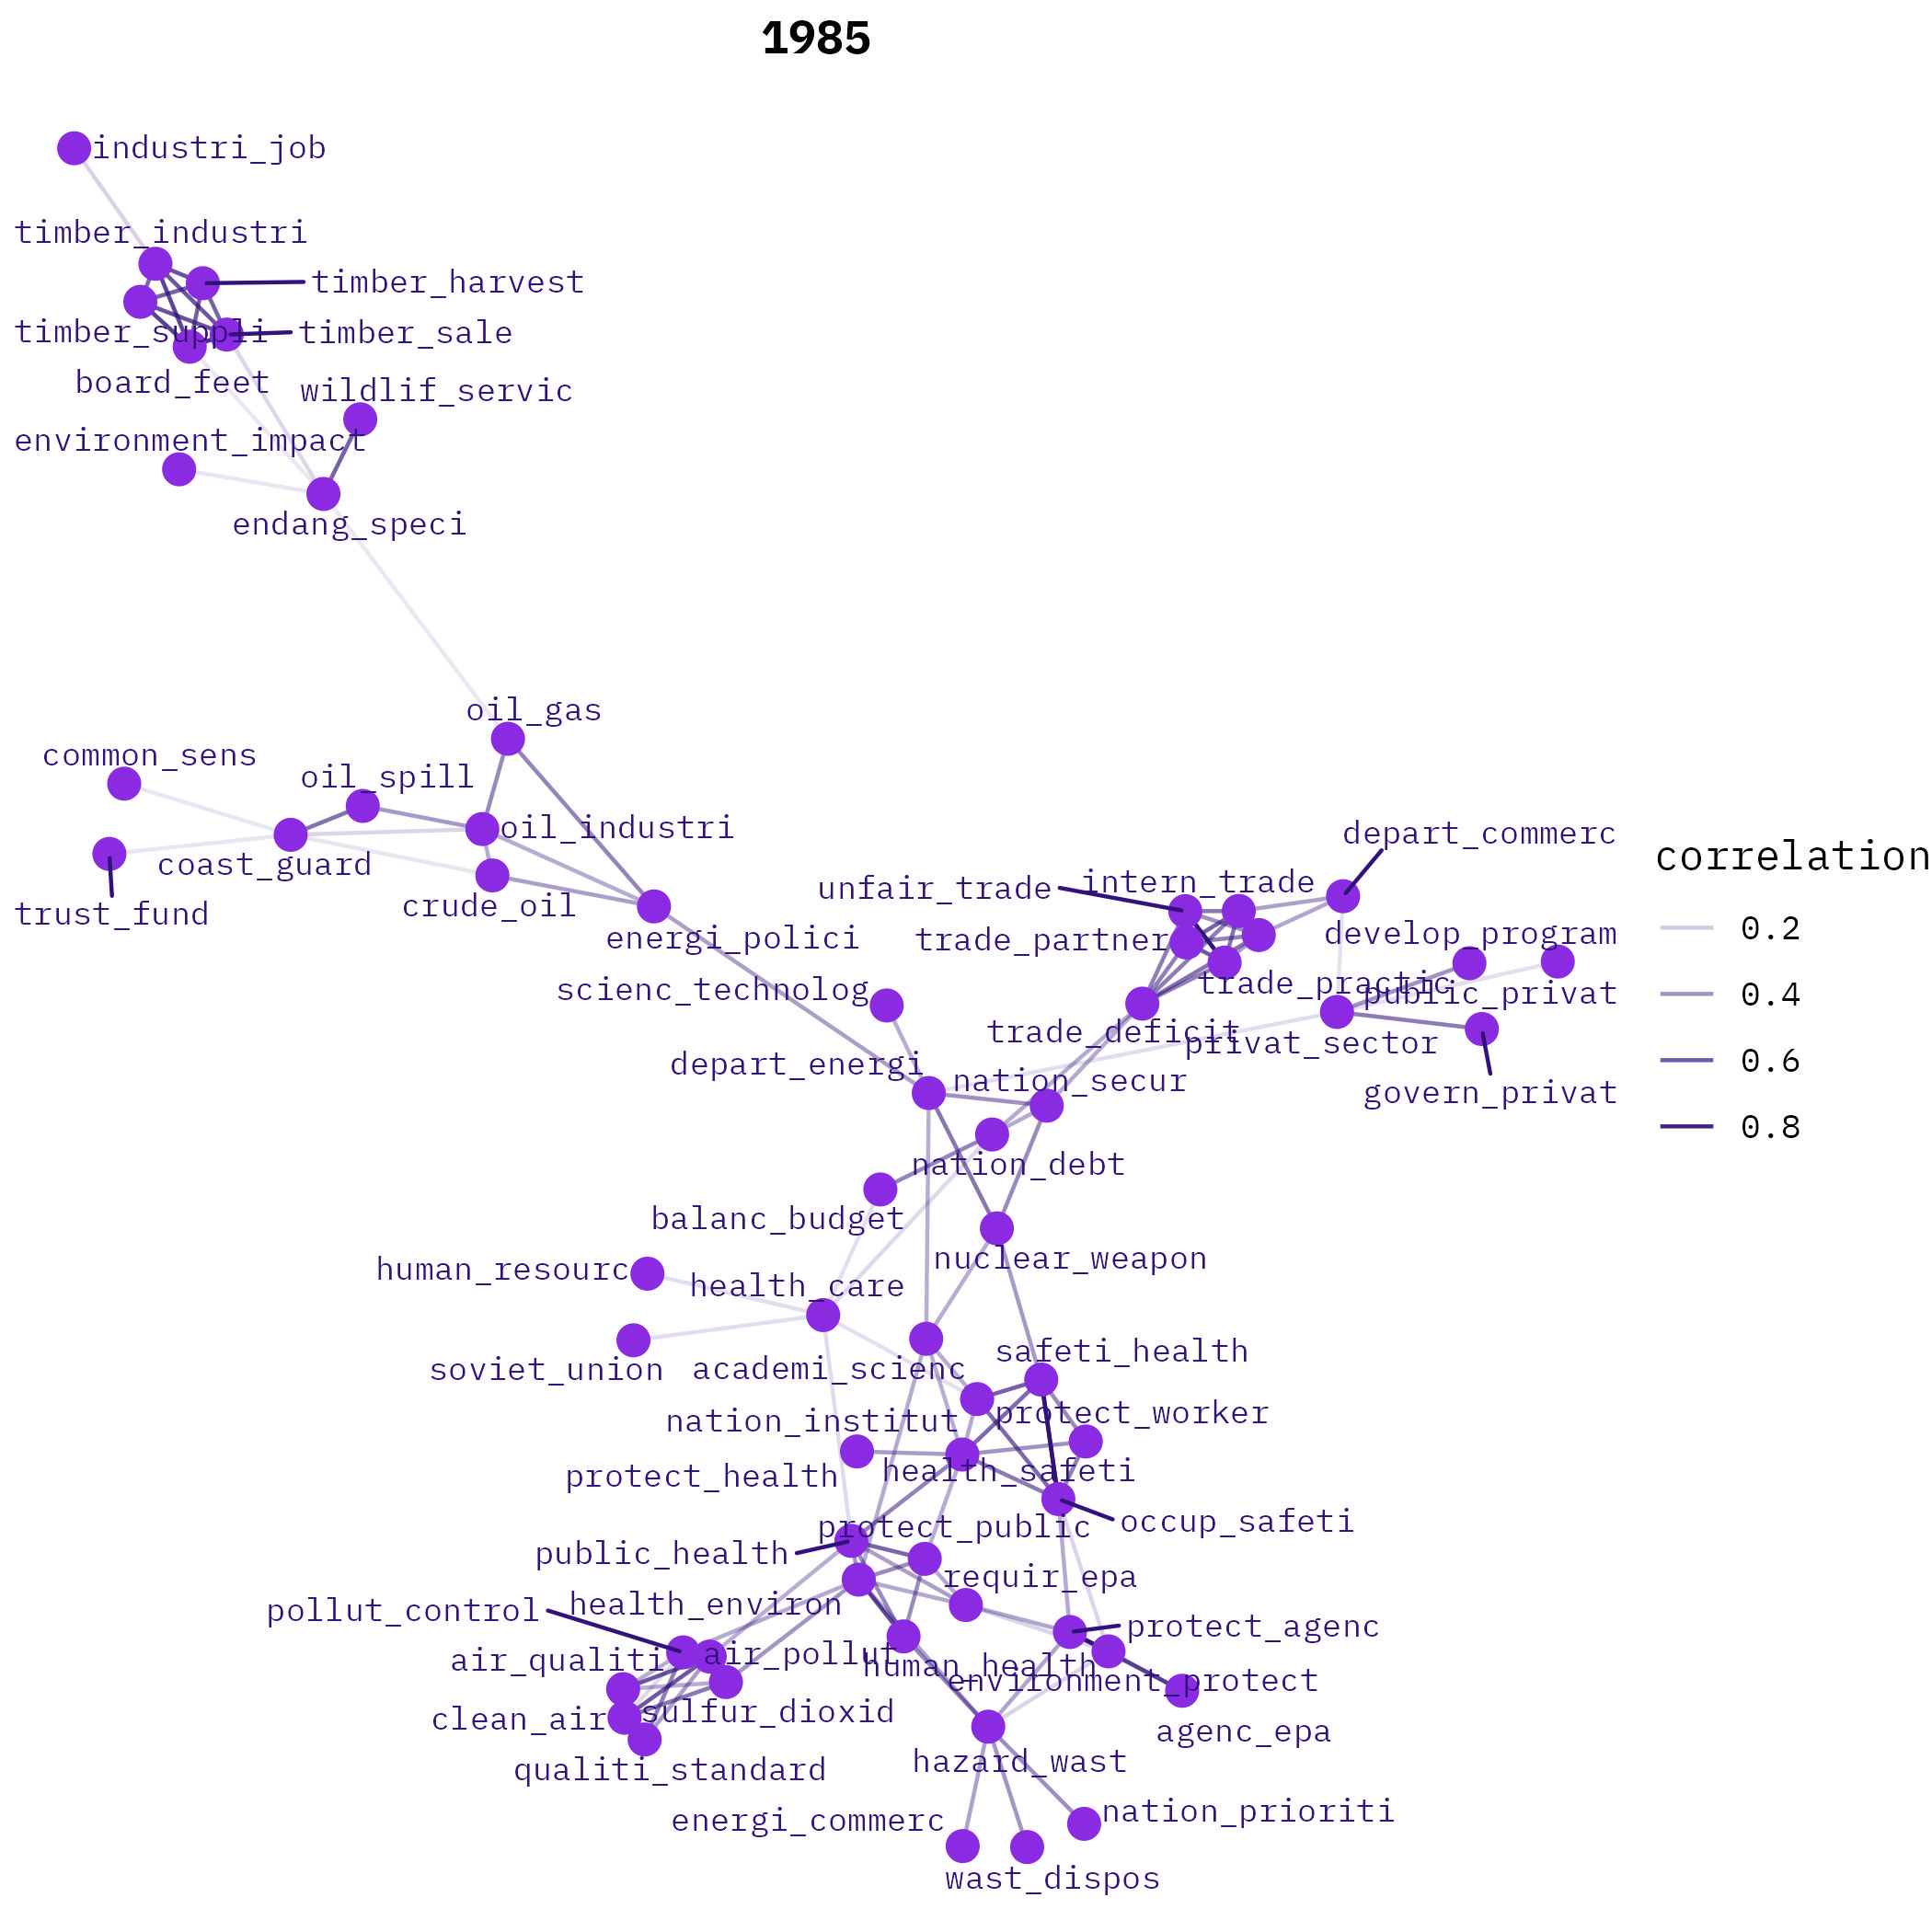 1985
industri_job
timber_industri
timber_harvest
timber_suppli
timber_sale
board_feet
wildlif_servic
environment_impact
endang_speci
oil_gas
common_sens
oil_spill
oil_industri
coast_guard
trust_fund
crude_oil
energi_polici
depart_commerc
unfair_trade
intern_trade
trade_partner
develop_program
scienc_technolog
trade_practic
public_privat
trade_deficit
privat_sector
depart_energi
nation_secur
govern_privat
nation_debt
balanc_budget
nuclear_weapon
human_resourc
health_care
soviet_union
academi_scienc
safeti_health
nation_institut
protect_worker
protect_health
health_safeti
protect_public
occup_safeti
public_health
requir_epa
health_environ
pollut_control
protect_agenc
air_qualiti
air_pollut
human_health
environment_protect
clean_air
sulfur_dioxid
agenc_epa
qualiti_standard
hazard_wast
energi_commerc
nation_prioriti
wast_dispos
correlation
0.2
0.4
0.6
0.8